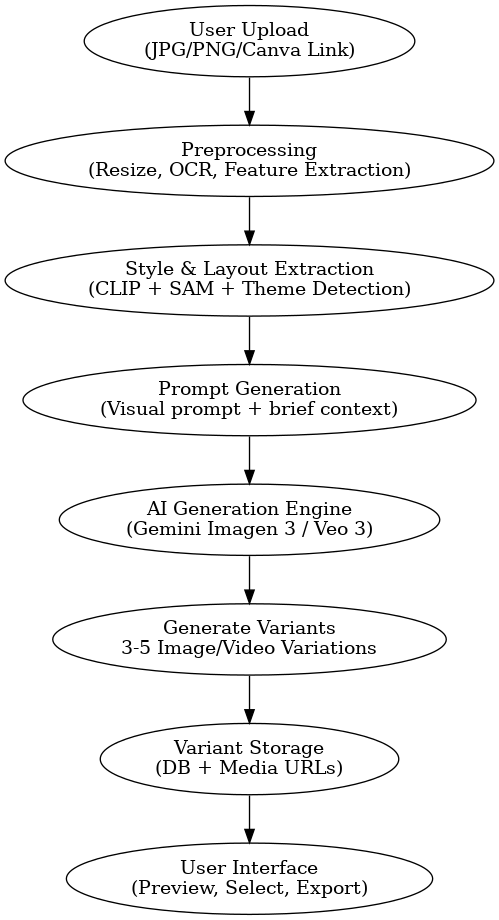 User Upload
(JPG/PNG/Canva Link)
Preprocessing
(Resize, OCR, Feature Extraction)
Style & Layout Extraction
(CLIP + SAM + Theme Detection)
Prompt Generation
(Visual prompt + brief context)
AI Generation Engine
(Gemini Imagen 3 / Veo 3)
Generate Variants
3-5 Image/Video Variations
Variant Storage
(DB + Media URLs)
User Interface
(Preview, Select, Export)